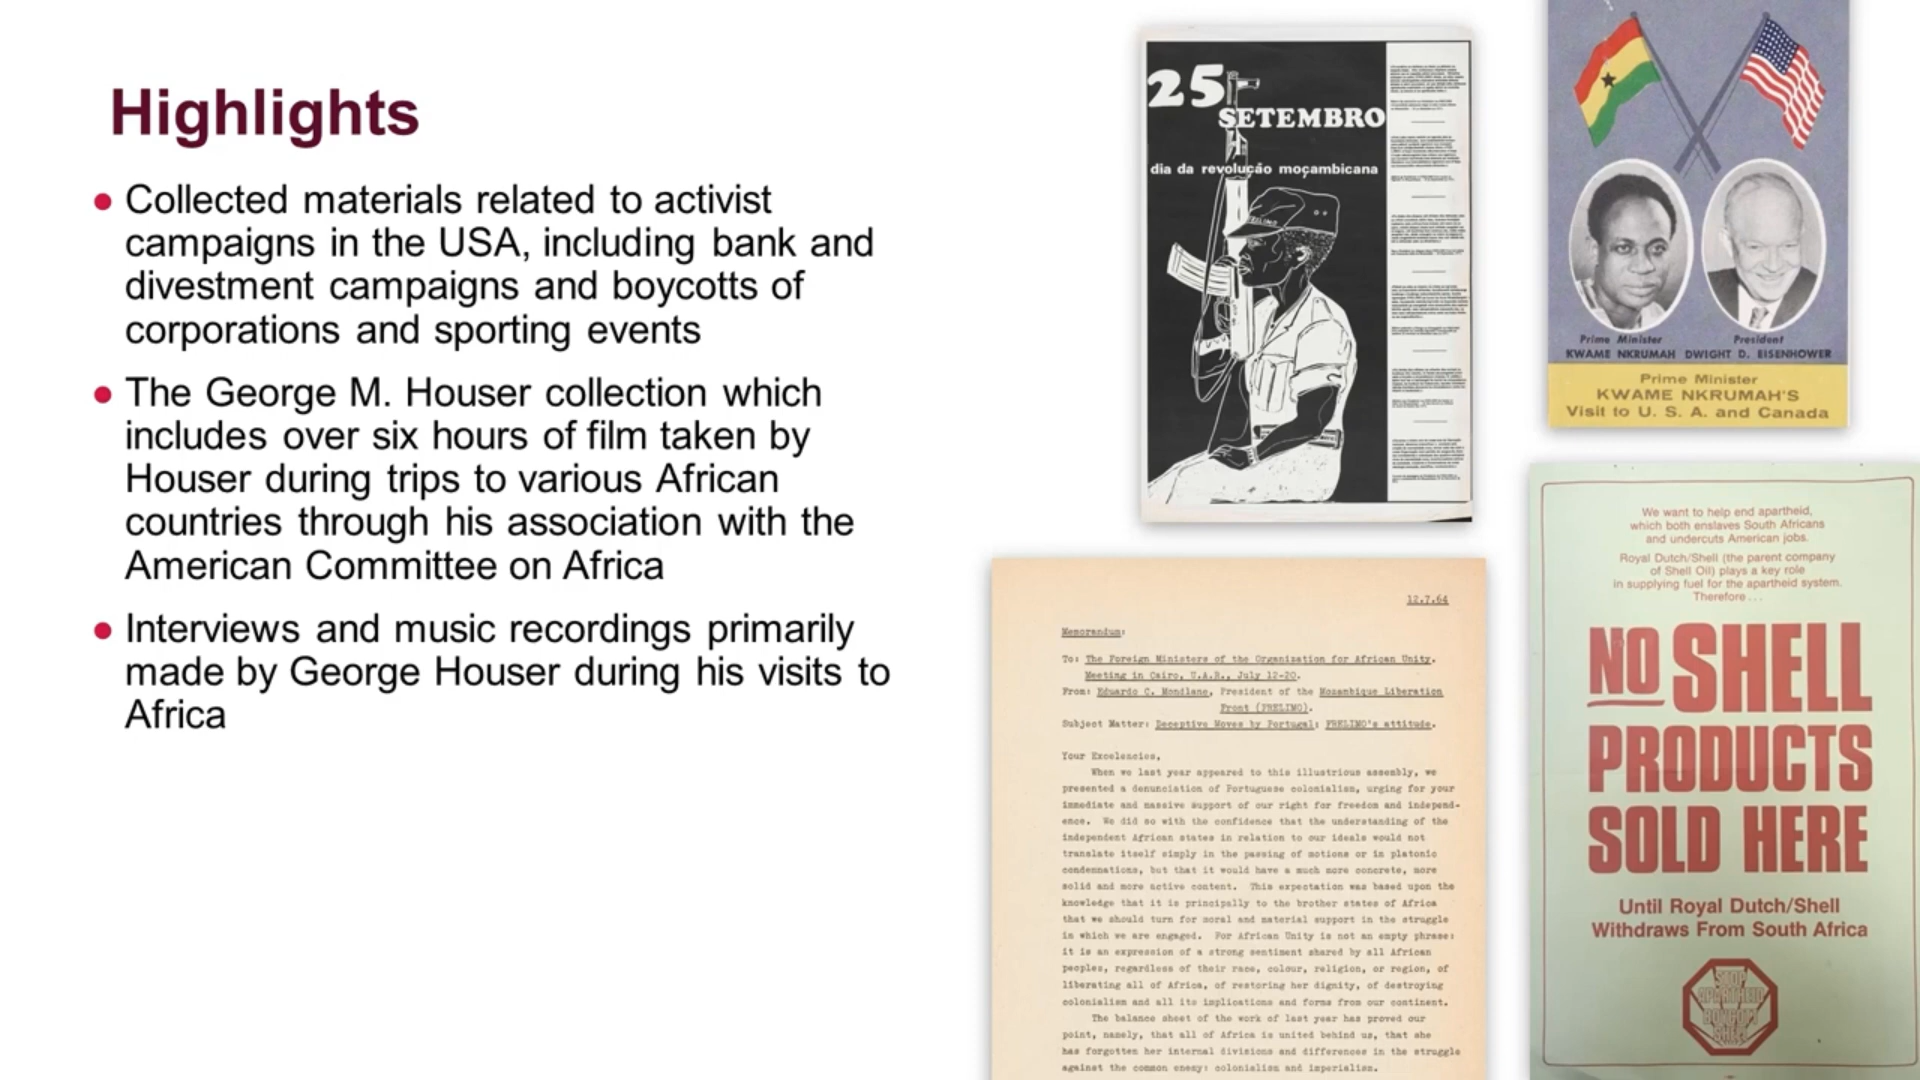 Highlights
Collected materials related to activist
campaigns in the USA, including bank and
divestment campaigns and boycotts of
corporations and sporting events
The George M. Houser collection which
includes over six hours of film taken by
Houser during trips to various African
countries through his association with the
American Committee on Africa
Interviews and music recordings primarily
made by George Houser during his visits to
Africa
25
SETEMBRO
dia da revolução moçambicana
FRELIMO
Prime Minister
KWAME NKRUMAH
President
DWIGHT D. EISENHOWER
Prime Minister
KWAME NKRUMAH'S
Visit to U. S. A. and Canada
12.7.64
Memorandum:
To: The Foreign Ministers of the Organization for African Unity.
Meeting in Cairo, U.A.R., July 12-20.
From: Eduardo C. Mondlane, President of the Mozambique Liberation
Front (FRELIMO).
Subject Matter: Deceptive Moves by Portugal; FRELIMO's attitude.
Your Excelencies,
When we last year appeared to this illustrious assembly, we
presented a denunciation of Portuguese colonialism, urging for your
immediate and massive support of our right for freedom and independ-
ence. We did so with the confidence that the understanding of the
independent African states in relation to our ideals would not
translate itself simply in the passing of motions or in platonic
condemnations, but that it would have a much more concrete, more
solid and more active content. This expectation was based upon the
knowledge that it is principally to the brother states of Africa
that we should turn for moral and material support in the struggle
in which we are engaged. For African Unity is not an empty phrase:
it is an expression of a strong sentiment shared by all African
peoples, regardless of their race, colour, religion, or region, of
liberating all of Africa, of restoring her dignity, of destroying
colonialism and all its implications and forms from our continent.
The balance sheet of the work of last year has proved our
point, namely, that all of Africa is united behind us, that she
has forgotten her internal divisions and differences in the struggle
against the common enemy: colonialism and imperialism.
We want to help end apartheid,
which both enslaves South Africans
and undercuts American jobs.
Royal Dutch/Shell (the parent company
of Shell Oil) plays a key role
in supplying fuel for the apartheid system.
Therefore . . .
NO SHELL
PRODUCTS
SOLD HERE
Until Royal Dutch/Shell
Withdraws From South Africa
STOP
APARTHEID
BOYCOTT
SHELL